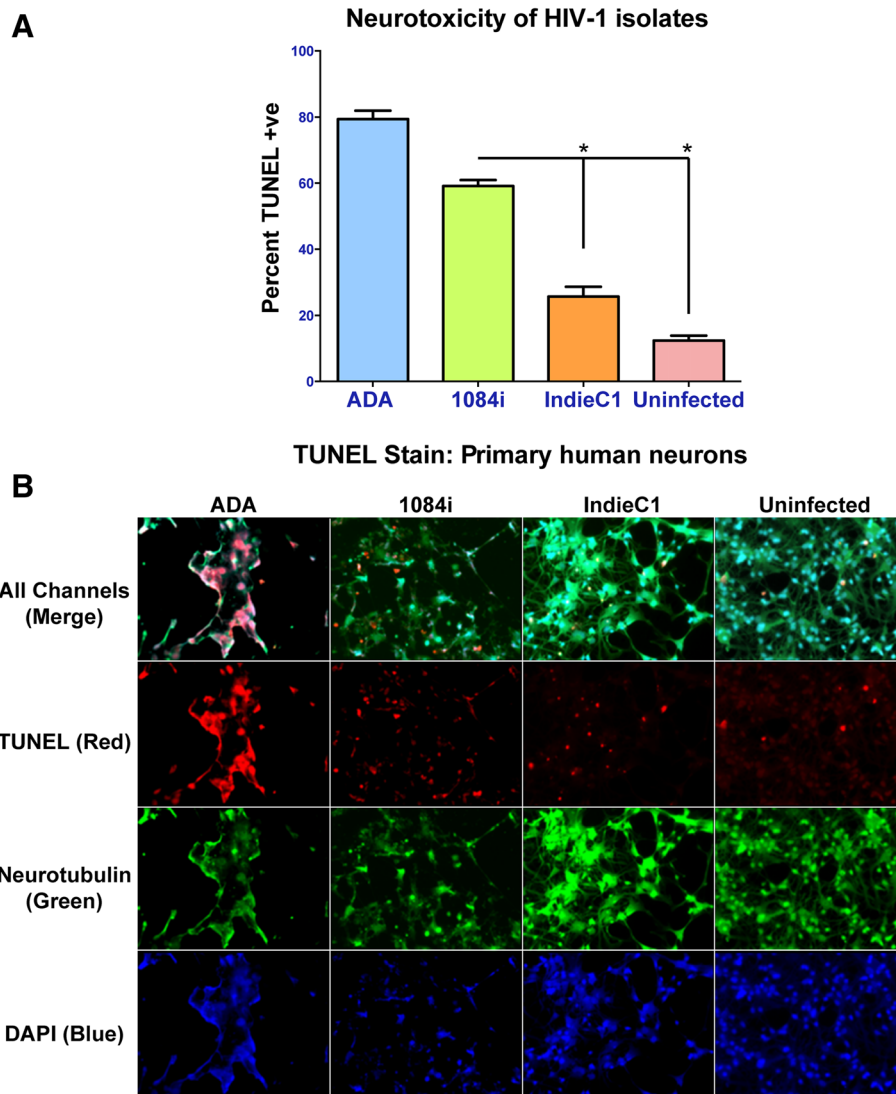 A
Neurotoxicity of HIV-1 isolates
Percent TUNEL +ve
100
80
60
40
20
0
* *
ADA 1084i IndieC1 Uninfected
TUNEL Stain: Primary human neurons
B
ADA 1084i IndieC1 Uninfected
All Channels
(Merge)
TUNEL (Red)
Neurotubulin
(Green)
DAPI (Blue)